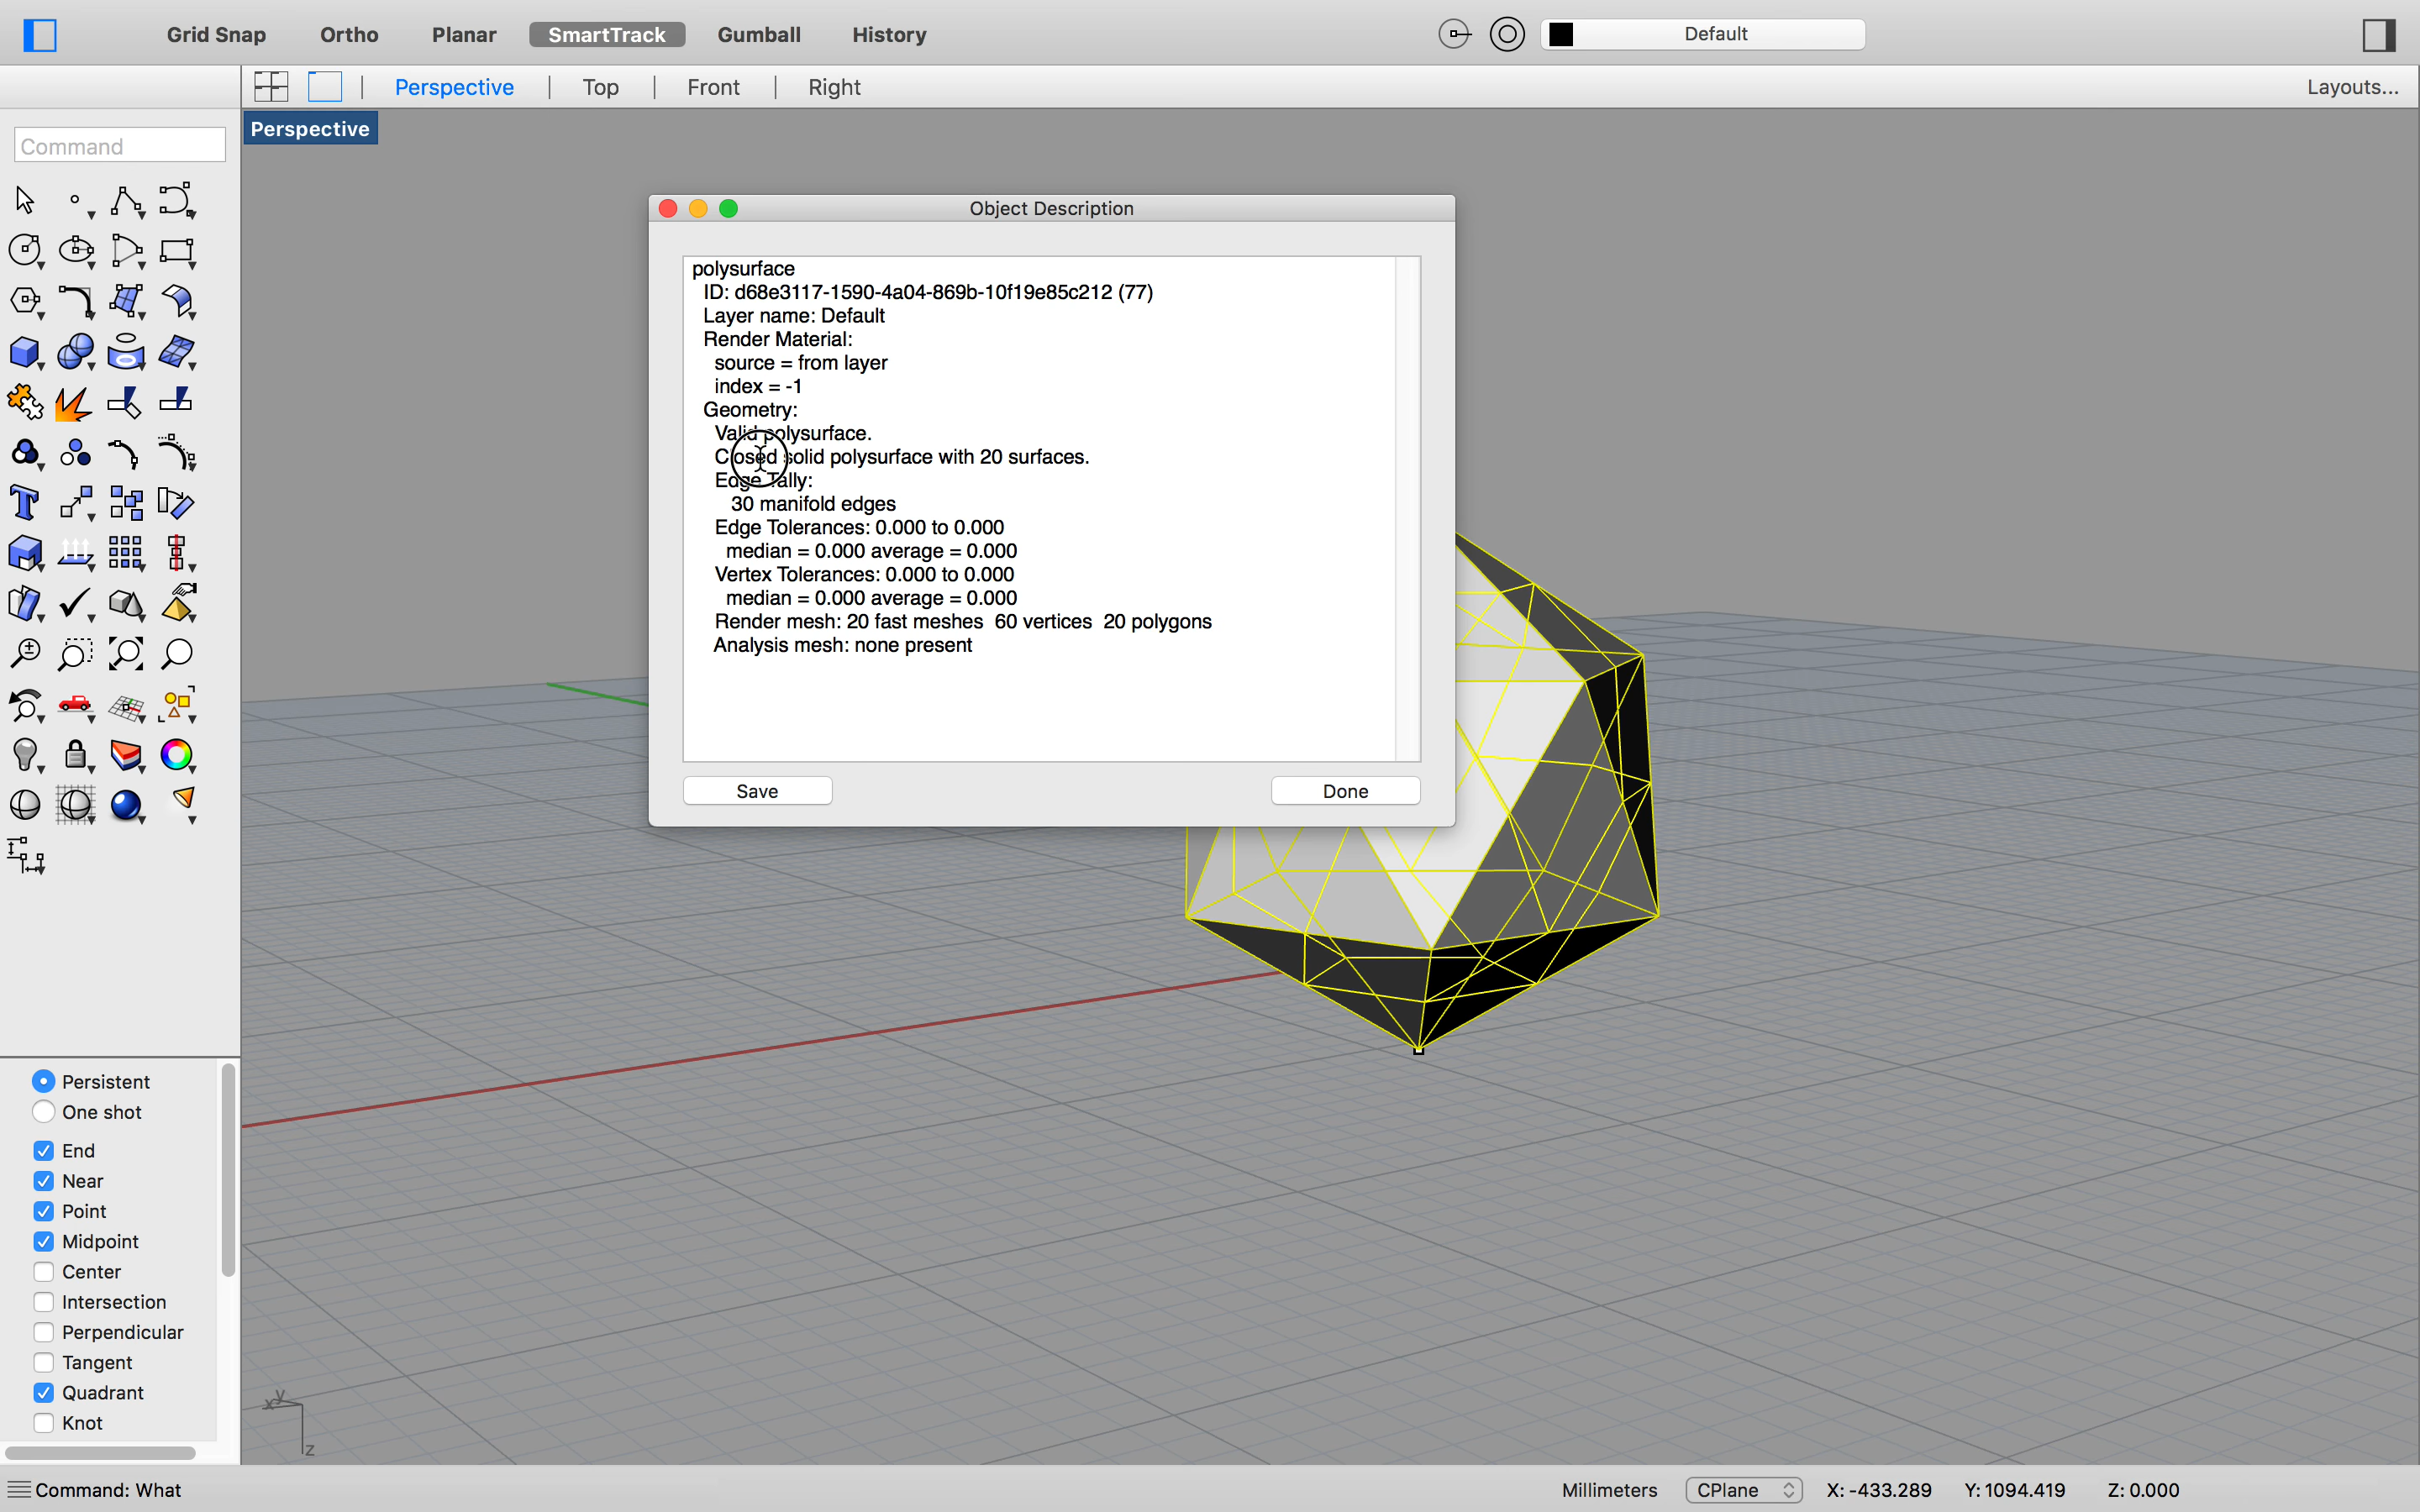 Grid Snap Ortho Planar SmartTrack Gumball History Default
Perspective Top Front Right Layouts...
Perspective
Command
Object Description
polysurface
ID: d68e3117-1590-4a04-869b-10f19e85c212 (77)
Layer name: Default
Render Material:
source = from layer
index = -1
Geometry:
Valid polysurface.
Closed solid polysurface with 20 surfaces.
Edge Tally:
30 manifold edges
Edge Tolerances: 0.000 to 0.000
median = 0.000 average = 0.000
Vertex Tolerances: 0.000 to 0.000
median = 0.000 average = 0.000
Render mesh: 20 fast meshes 60 vertices 20 polygons
Analysis mesh: none present
Save Done
Persistent
One shot
End
Near
Point
Midpoint
Center
Intersection
Perpendicular
Tangent
Quadrant
Knot
x y
z
Command: What Millimeters CPlane X: -433.289 Y: 1094.419 Z: 0.000